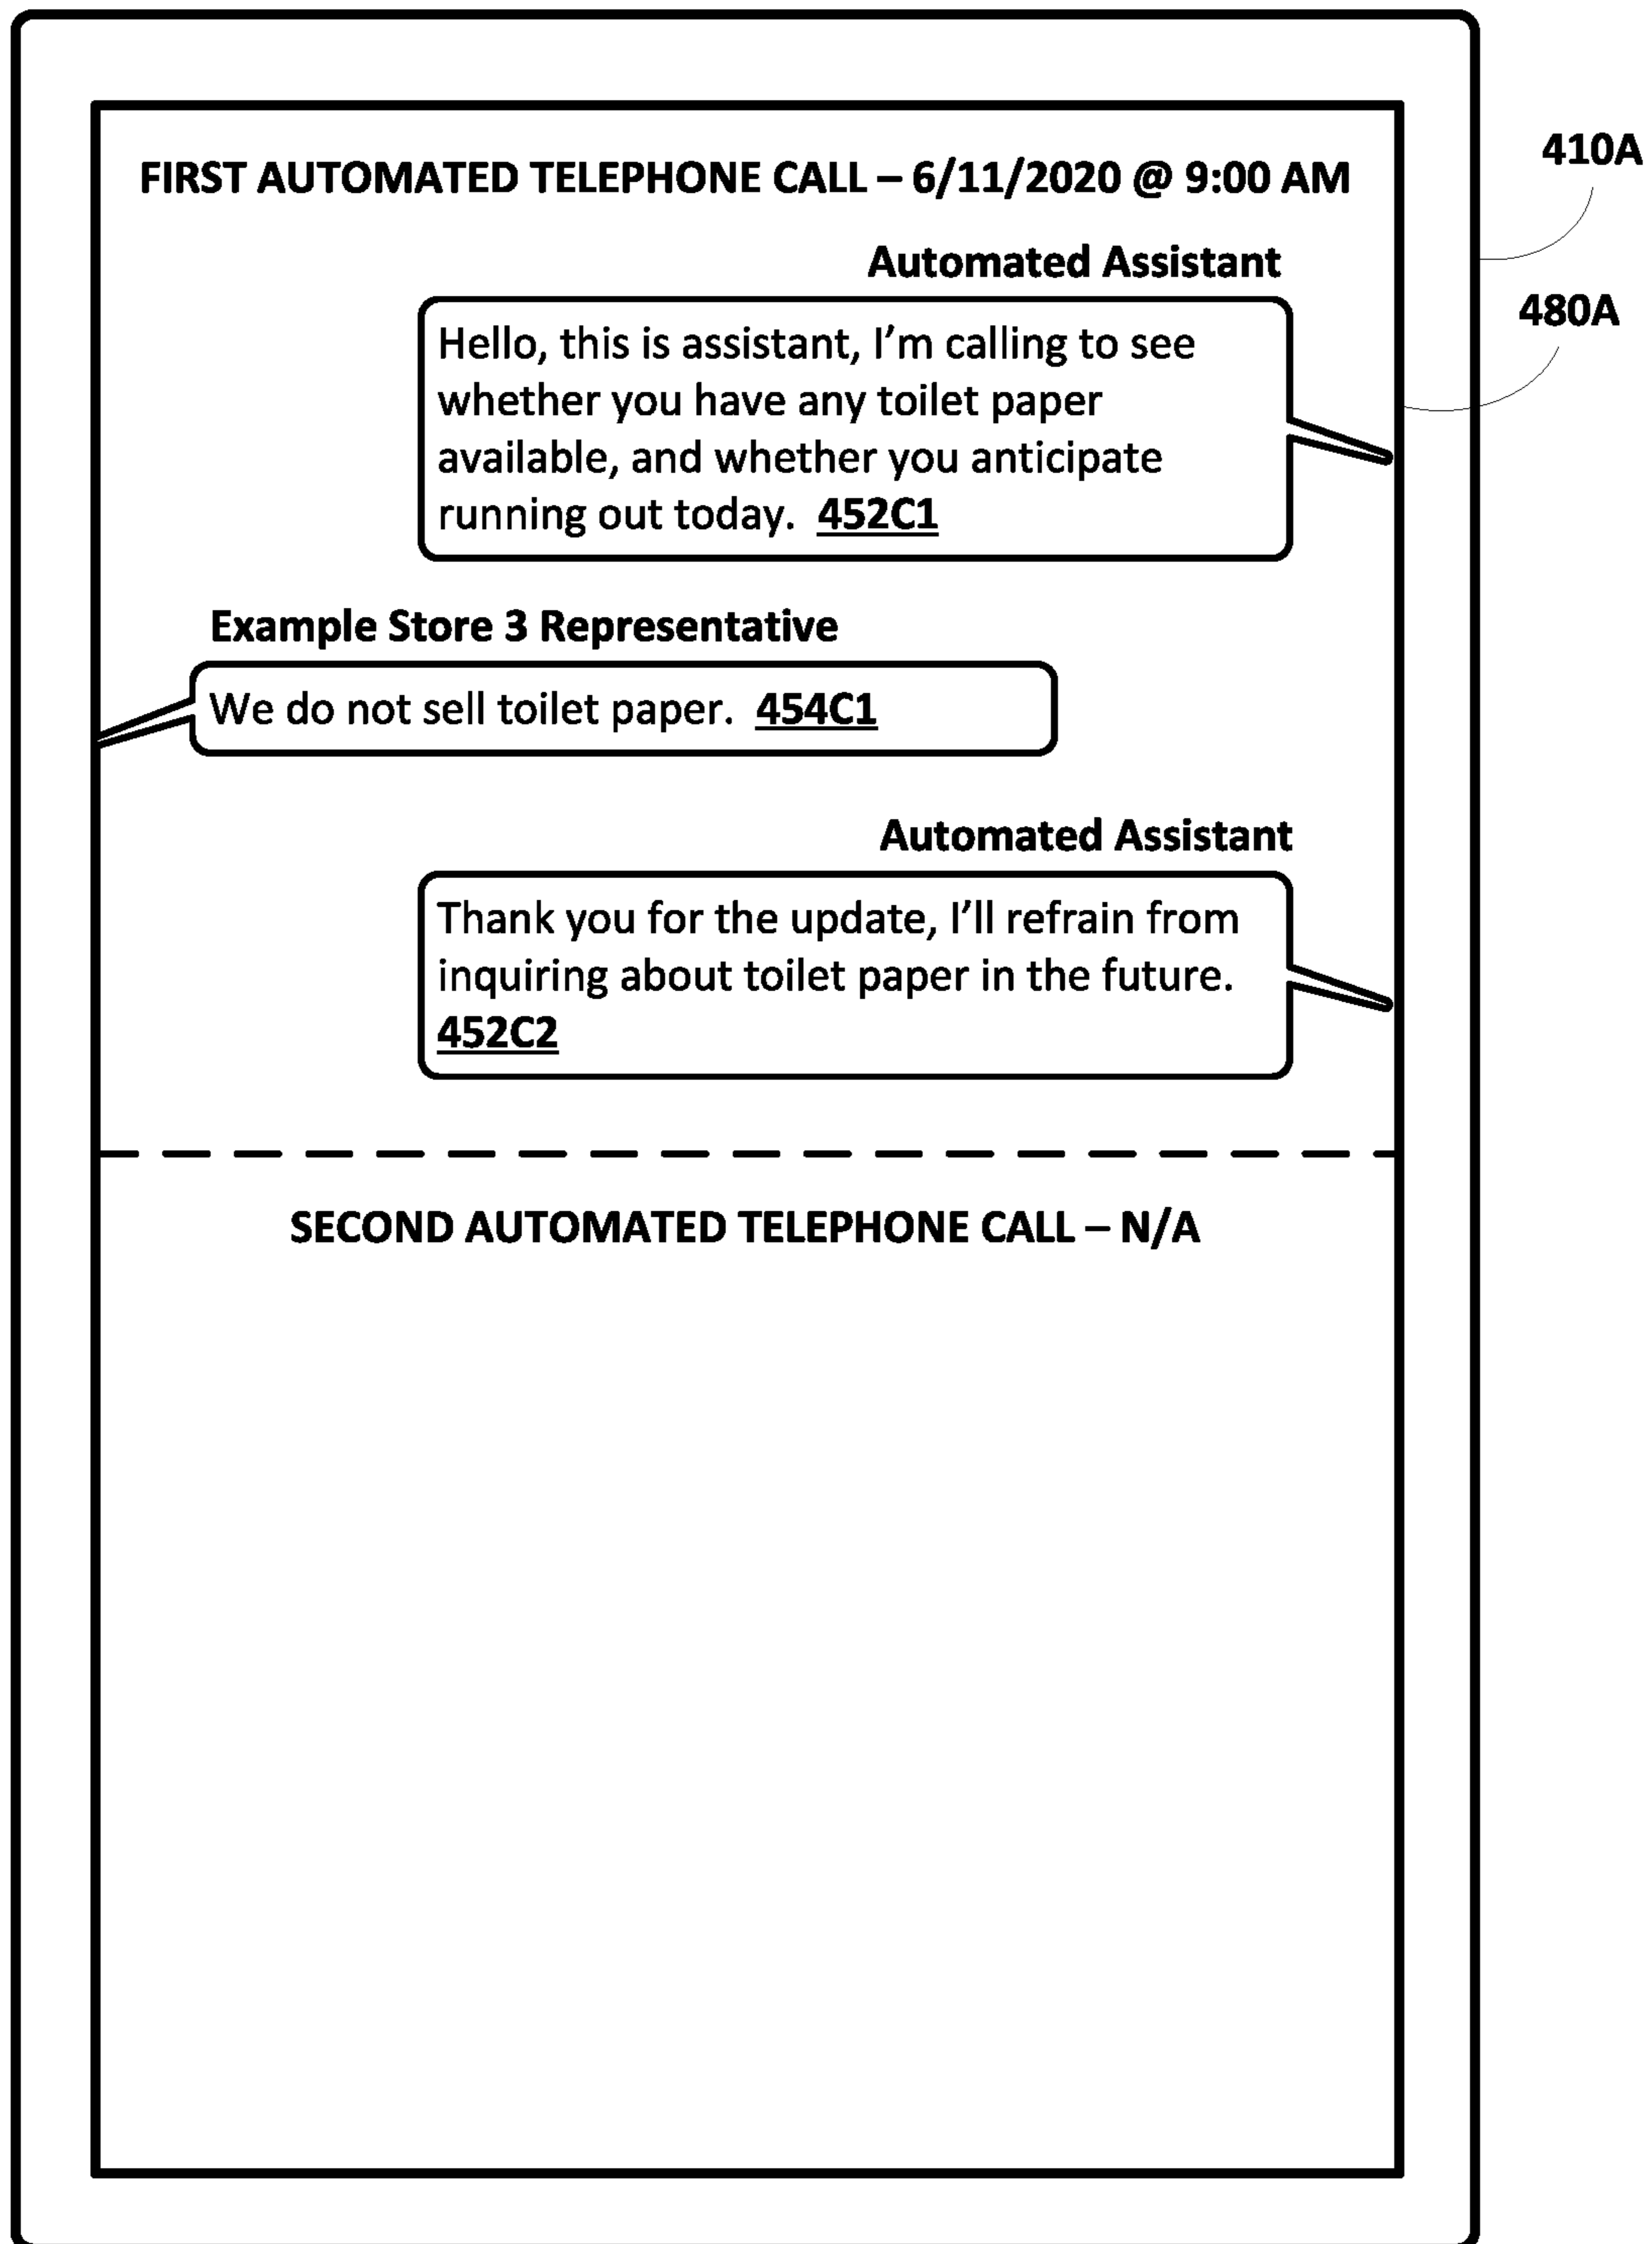 FIRST AUTOMATED TELEPHONE CALL – 6/11/2020 @ 9:00 AM
410A
Automated Assistant
480A
Hello, this is assistant, I'm calling to see
whether you have any toilet paper
available, and whether you anticipate
running out today. 452C1
Example Store 3 Representative
We do not sell toilet paper. 454C1
Automated Assistant
Thank you for the update, I'll refrain from
inquiring about toilet paper in the future.
452C2
SECOND AUTOMATED TELEPHONE CALL – N/A